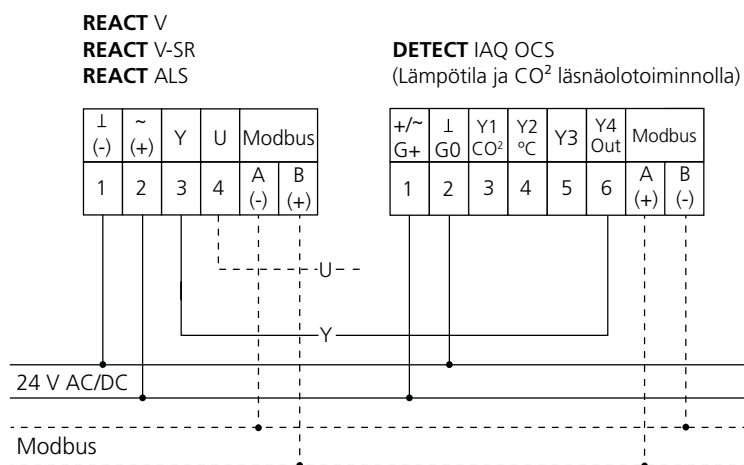 REACT V
REACT V-SR
REACT ALS
DETECT IAQ OCS
(Lämpötila ja CO² läsnäolotoiminnolla)
⊥ (-) ~ (+) Y U Modbus
1 2 3 4 A (-) B (+)
+/~ G+ ⊥ G0 Y1 CO² Y2 ºC Y3 Y4 Out Modbus
1 2 3 4 5 6 A (+) B (-)
U
Y
24 V AC/DC
Modbus